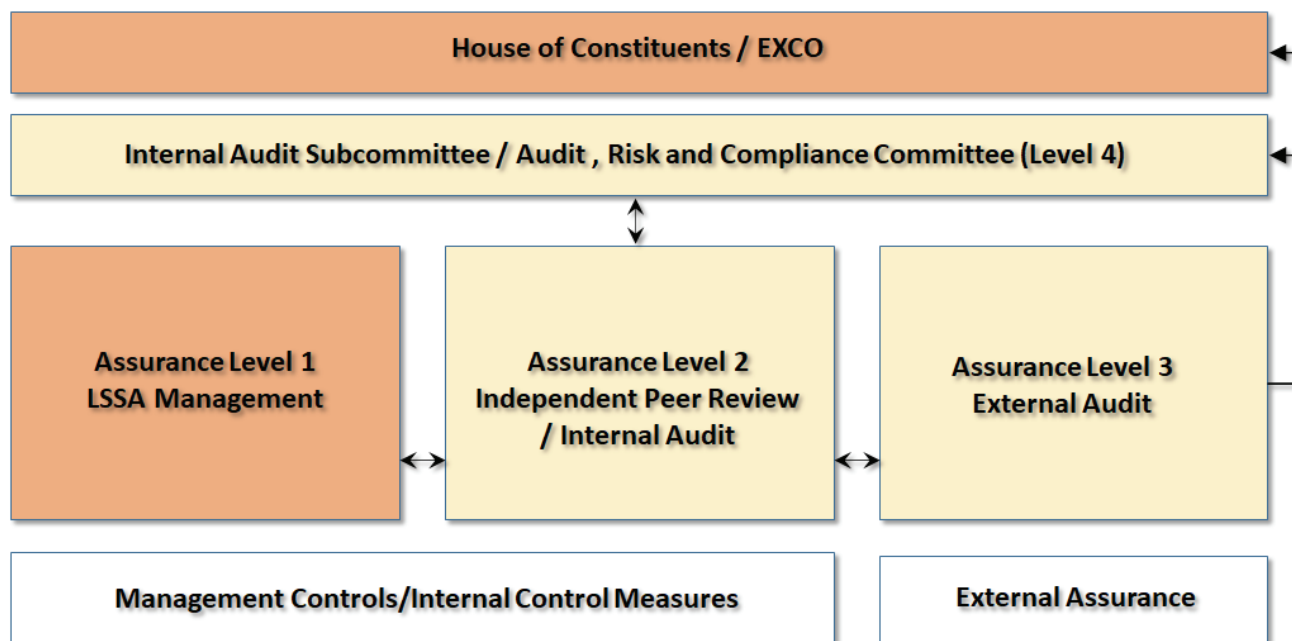 House of Constituents / EXCO
Internal Audit Subcommittee / Audit , Risk and Compliance Committee (Level 4)
Assurance Level 1
LSSA Management
Assurance Level 2
Independent Peer Review
/ Internal Audit
Assurance Level 3
External Audit
Management Controls/Internal Control Measures
External Assurance